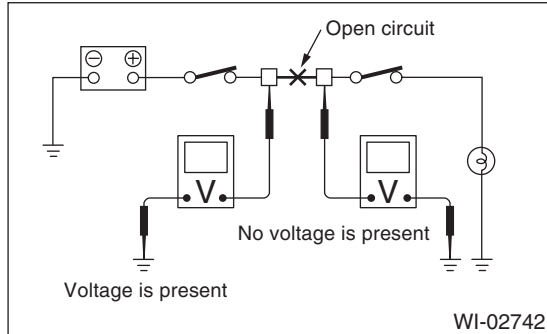 Open circuit
V
V
No voltage is present
Voltage is present
WI-02742